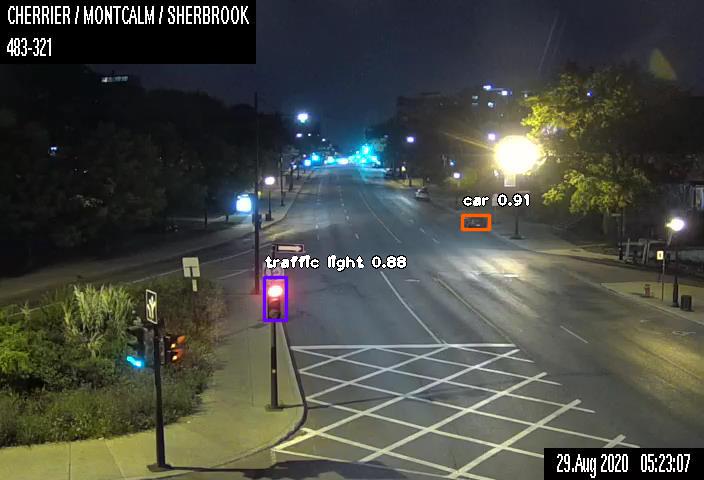 CHERRIER / MONTCALM / SHERBROOK
483-321
car 0.91
traffic light 0.88
29.Aug 2020 05:23:07